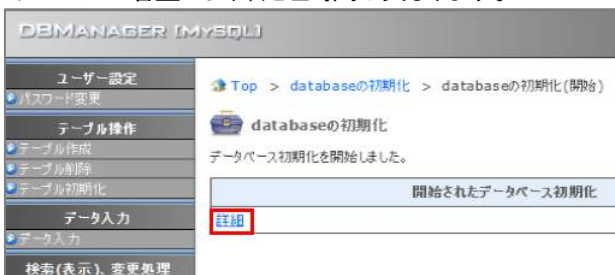 DBMANAGER [MYSQL]
ユーザー設定
パスワード変更
テーブル操作
テーブル作成
テーブル削除
テーブル初期化
データ入力
データ入力
検索(表示)、変更処理
Top > databaseの初期化 > databaseの初期化(開始)
databaseの初期化
データベース初期化を開始しました。
開始されたデータベース初期化
詳細